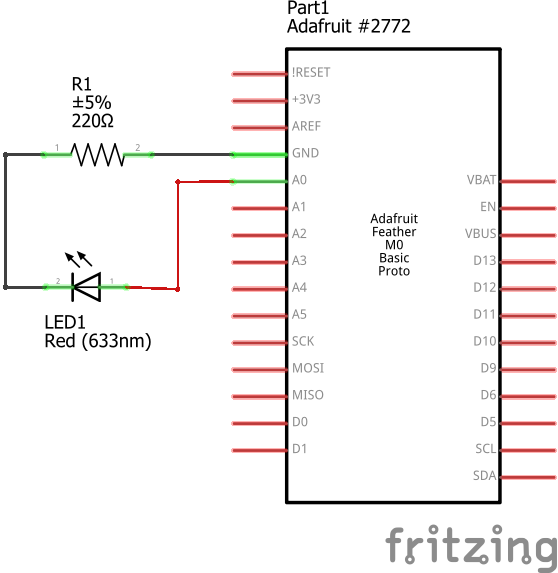 Part1
Adafruit #2772
R1
±5%
220Ω
1 2
2 1
LED1
Red (633nm)
!RESET
+3V3
AREF
GND
A0
A1
A2
A3
A4
A5
SCK
MOSI
MISO
D0
D1
Adafruit
Feather
M0
Basic
Proto
VBAT
EN
VBUS
D13
D12
D11
D10
D9
D6
D5
SCL
SDA
fritzing